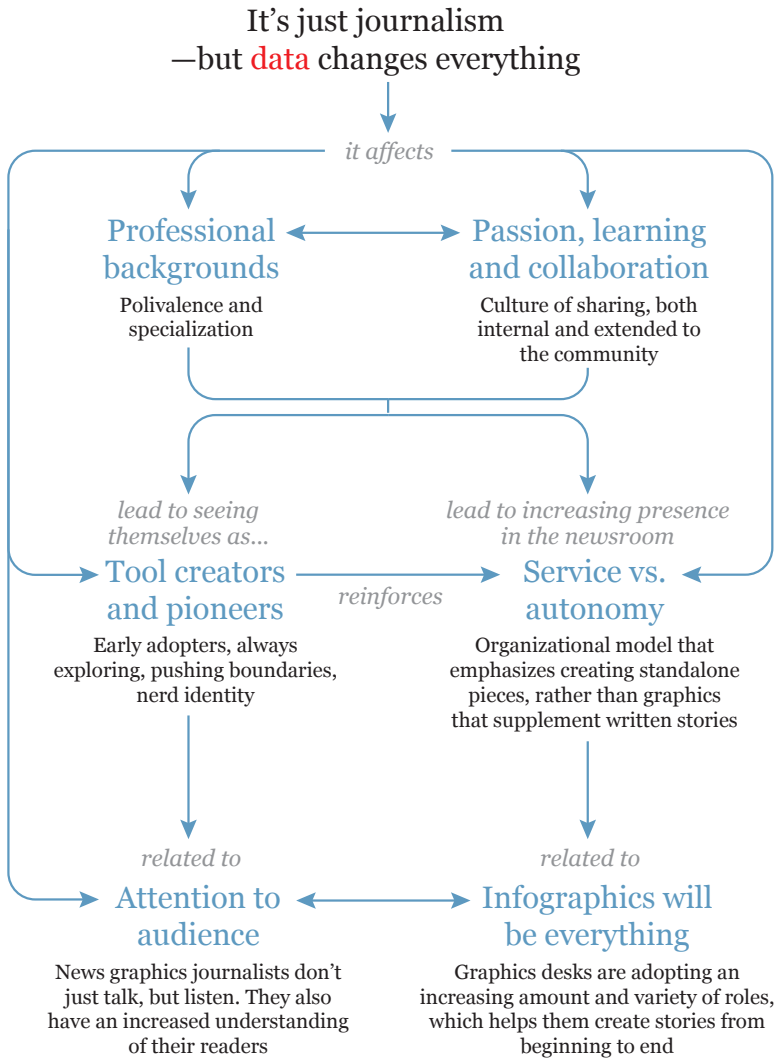 It’s just journalism
—but data changes everything
it affects
Professional
backgrounds
Polivalence and
specialization
Passion, learning
and collaboration
Culture of sharing, both
internal and extended to
the community
lead to seeing
themselves as...
Tool creators
and pioneers
Early adopters, always
exploring, pushing boundaries,
nerd identity
reinforces
lead to increasing presence
in the newsroom
Service vs.
autonomy
Organizational model that
emphasizes creating standalone
pieces, rather than graphics
that supplement written stories
related to
Attention to
audience
News graphics journalists don’t
just talk, but listen. They also
have an increased understanding
of their readers
related to
Infographics will
be everything
Graphics desks are adopting an
increasing amount and variety of roles,
which helps them create stories from
beginning to end